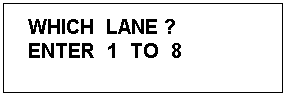 WHICH LANE ?
ENTER 1 TO 8